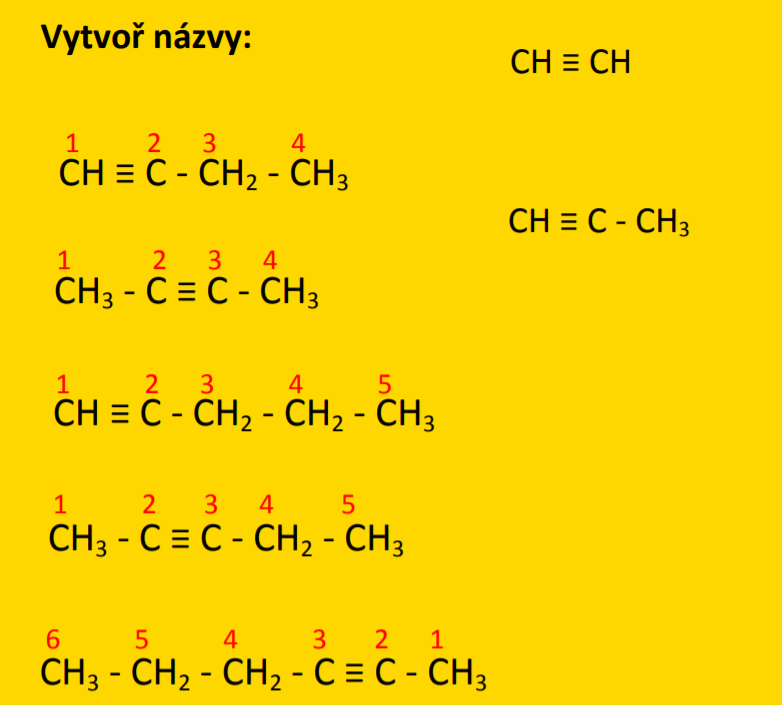 Vytvoř názvy:
CH ≡ CH
1 2 3 4
CH ≡ C - CH₂ - CH₃
CH ≡ C - CH₃
1 2 3 4
CH₃ - C ≡ C - CH₃
1 2 3 4 5
CH ≡ C - CH₂ - CH₂ - CH₃
1 2 3 4 5
CH₃ - C ≡ C - CH₂ - CH₃
6 5 4 3 2 1
CH₃ - CH₂ - CH₂ - C ≡ C - CH₃